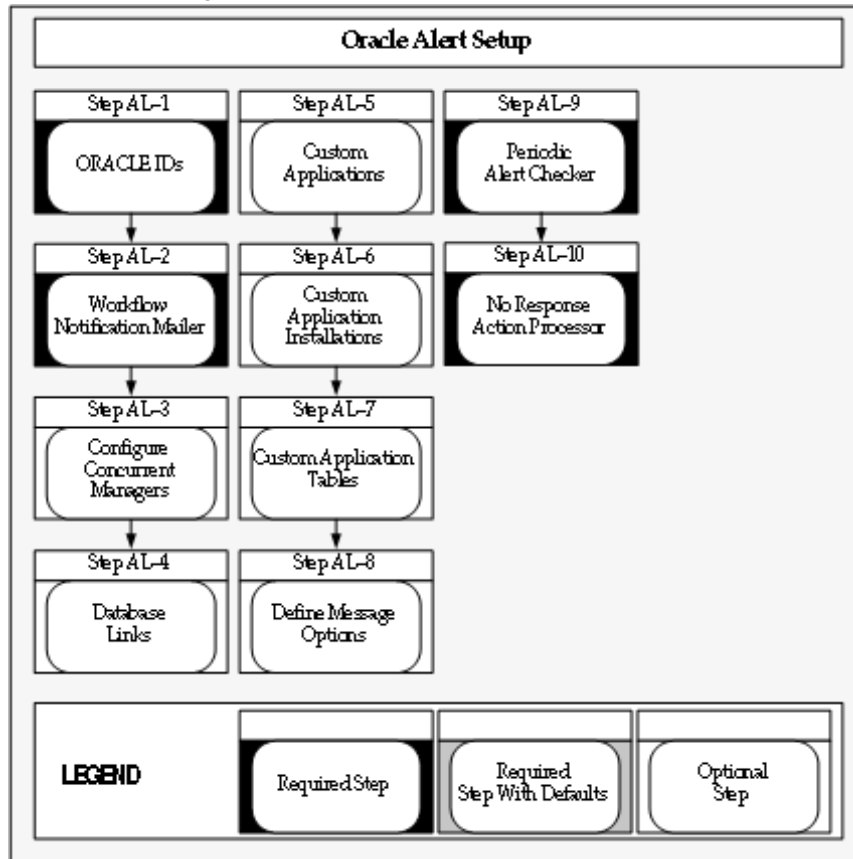 Oracle Alert Setup
Step AL–1
ORACLE IDs
Step AL–2
Workflow
Notification Mailer
Step AL–3
Configure
Concurrent
Managers
Step AL–4
Database
Links
Step AL–5
Custom
Applications
Step AL–6
Custom
Application
Installations
Step AL–7
Custom Application
Tables
Step AL–8
Define Message
Options
Step AL–9
Periodic
Alert Checker
Step AL–10
No Response
Action Processor
LEGEND
Required Step
Required
Step With Defaults
Optional
Step